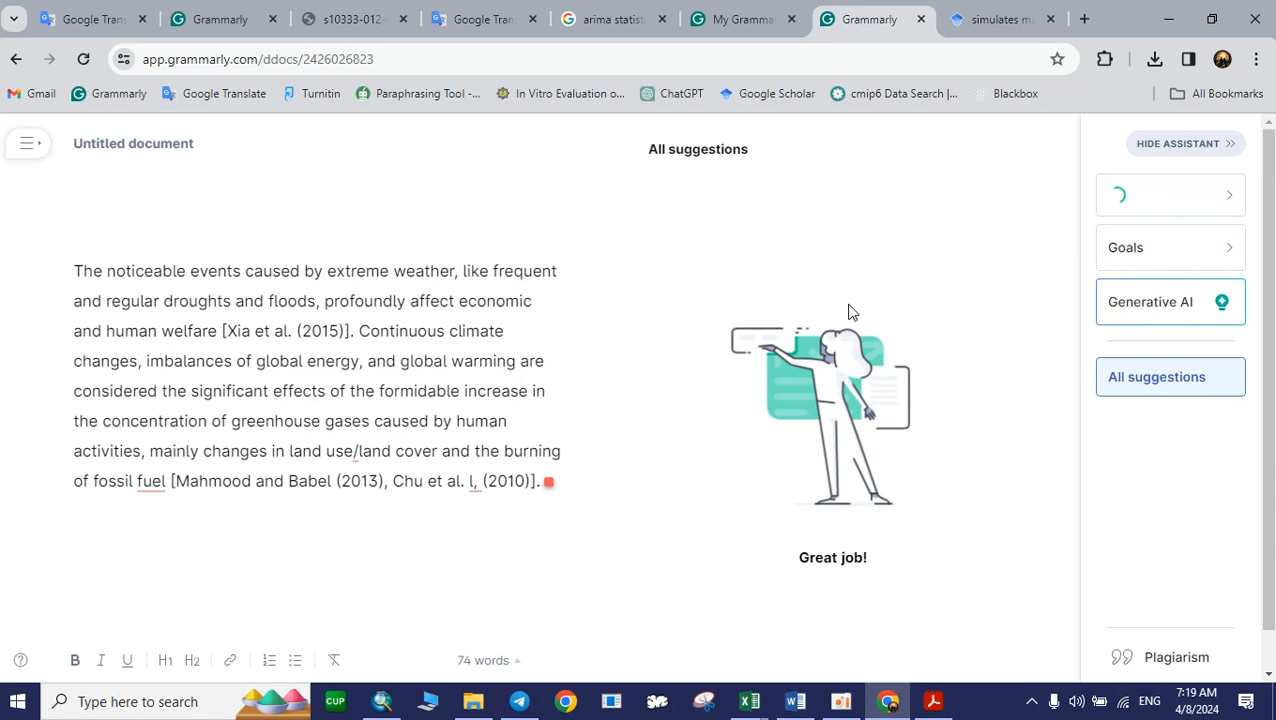 Google Tran
Grammarly
s10333-012-
Google Tran
arima statist
My Gramma
Grammarly
simulates ma
app.grammarly.com/ddocs/2426026823
Gmail
Grammarly
Google Translate
Turnitin
Paraphrasing Tool -...
In Vitro Evaluation o...
ChatGPT
Google Scholar
cmip6 Data Search |...
Blackbox
All Bookmarks
Untitled document
All suggestions
HIDE ASSISTANT
Goals
Generative AI
All suggestions
The noticeable events caused by extreme weather, like frequent
and regular droughts and floods, profoundly affect economic
and human welfare [Xia et al. (2015)]. Continuous climate
changes, imbalances of global energy, and global warming are
considered the significant effects of the formidable increase in
the concentration of greenhouse gases caused by human
activities, mainly changes in land use/land cover and the burning
of fossil fuel [Mahmood and Babel (2013), Chu et al. l, (2010)].
Great job!
B I U H1 H2
74 words
Plagiarism
Type here to search
CUP
ENG
7:19 AM
4/8/2024